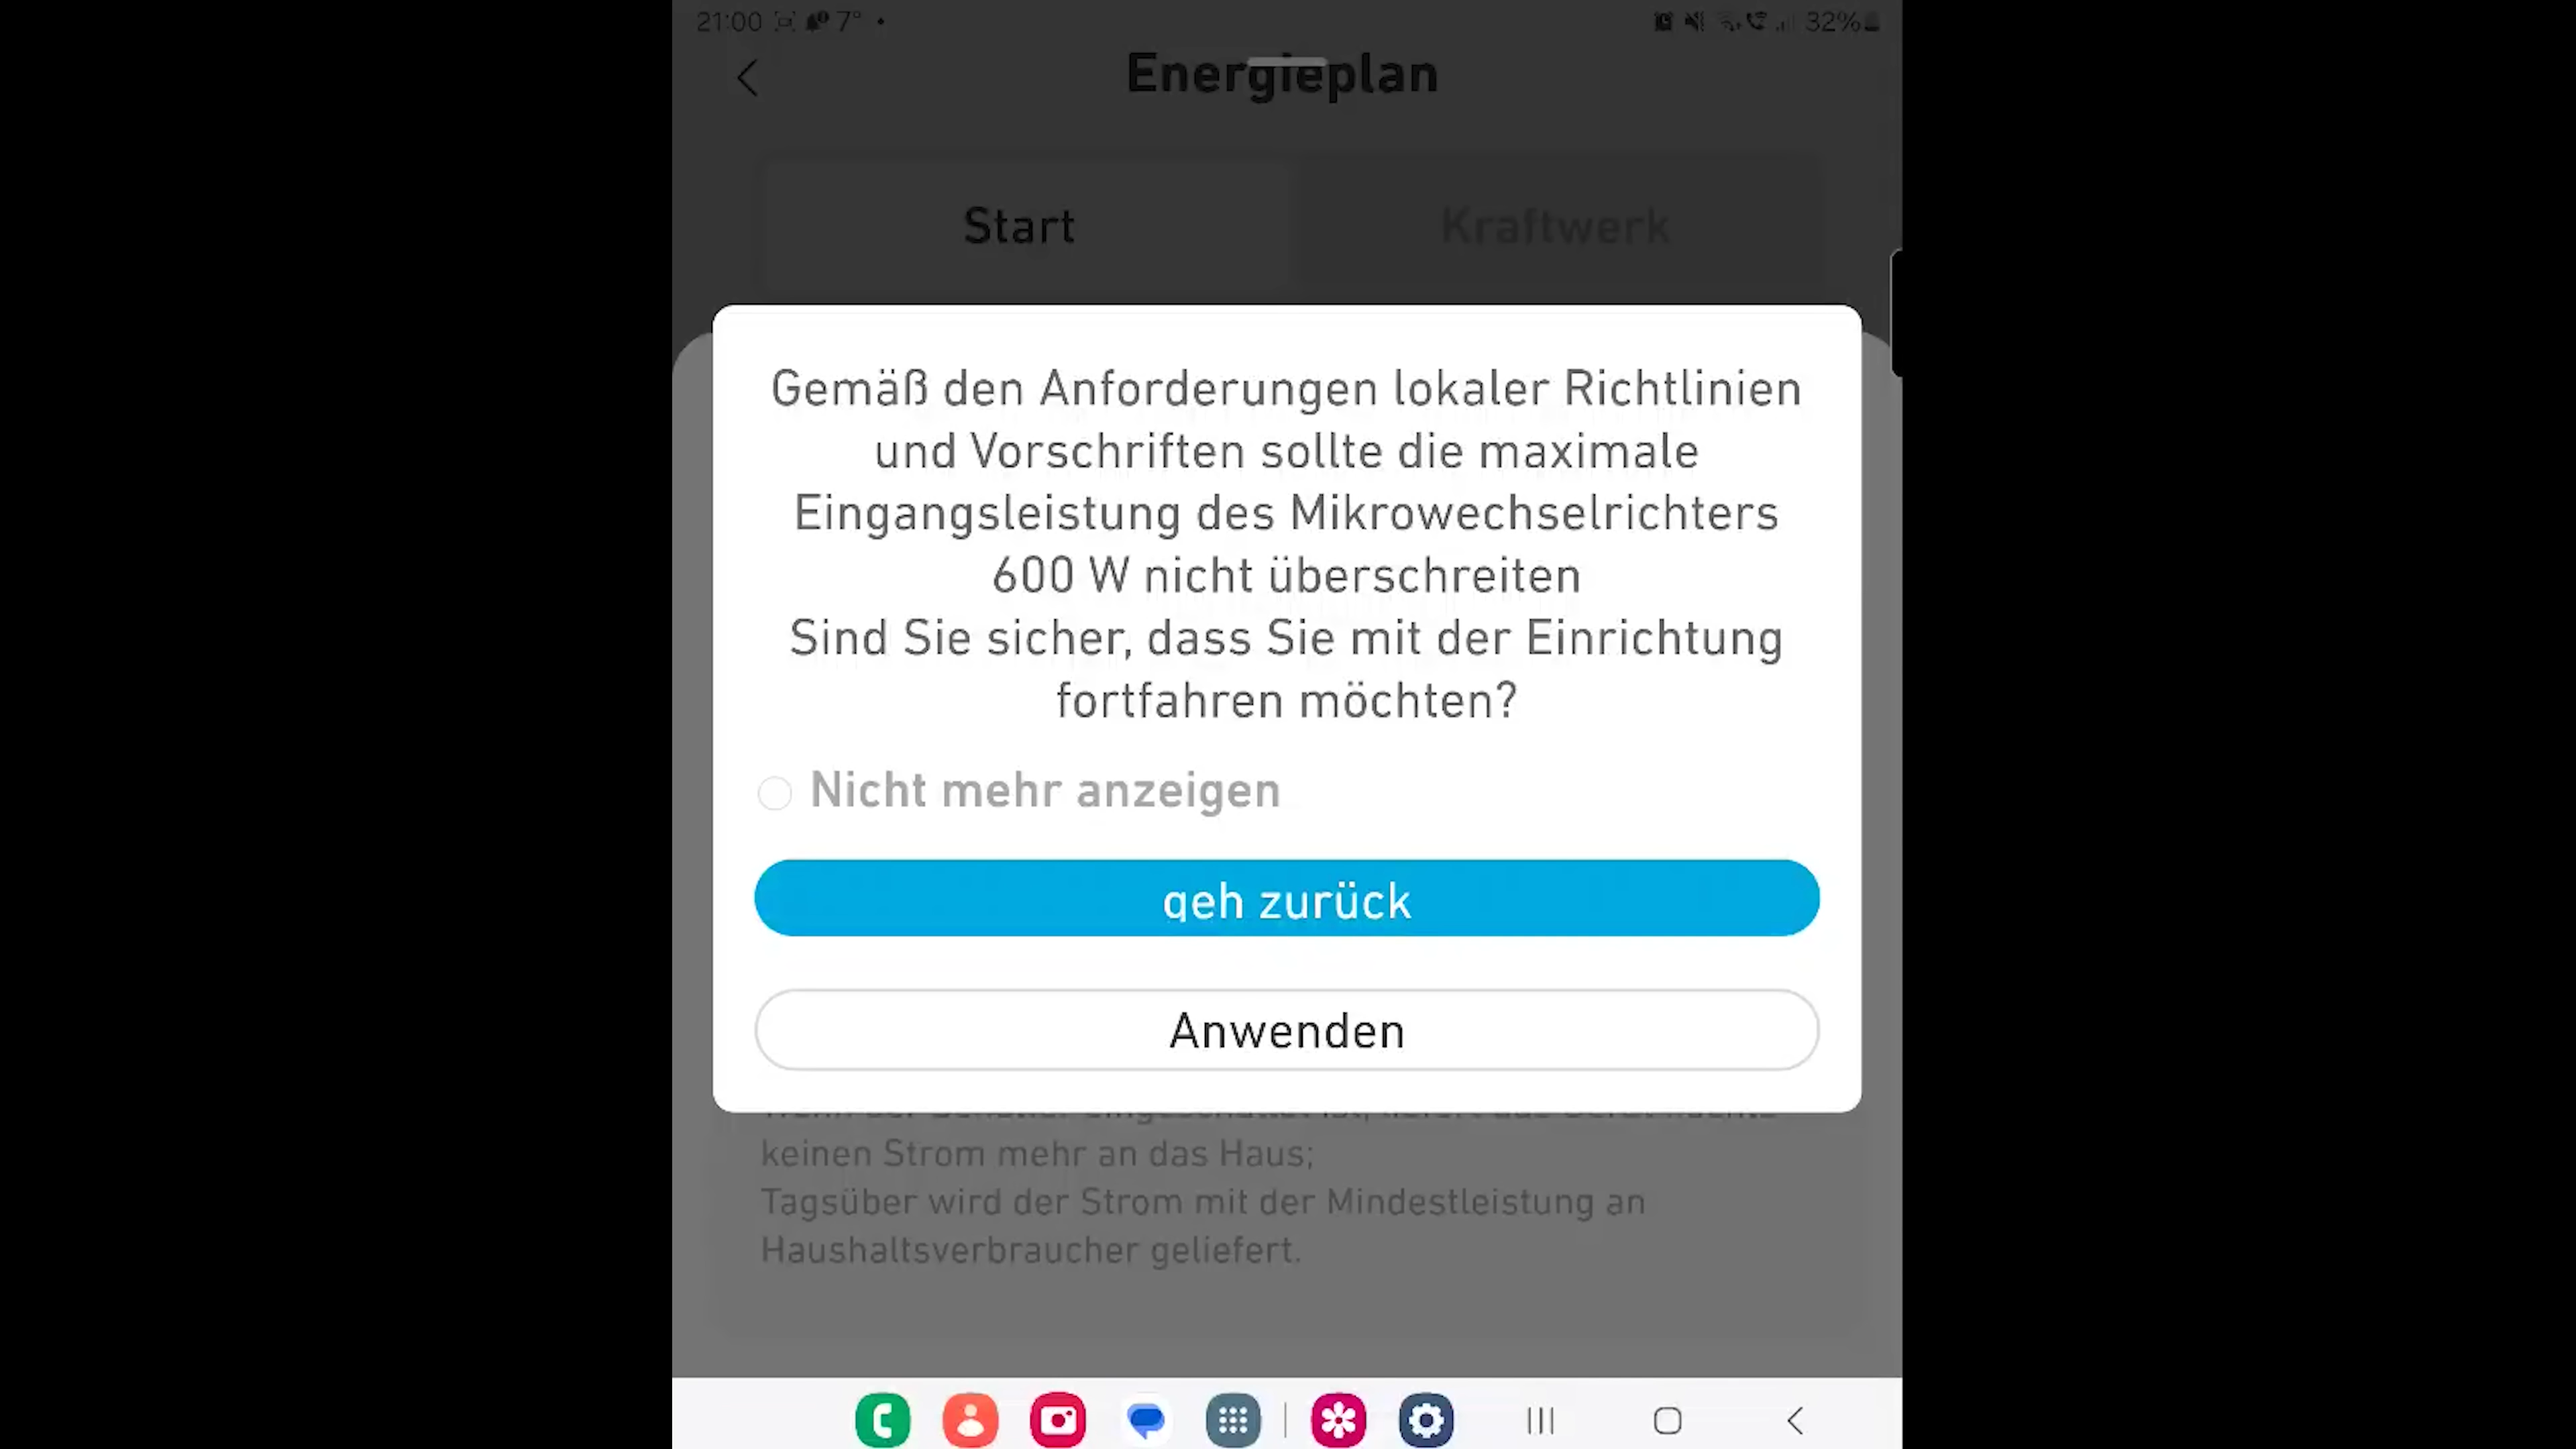 21:00 7° 32%
Energieplan
Start Kraftwerk
Gemäß den Anforderungen lokaler Richtlinien
und Vorschriften sollte die maximale
Eingangsleistung des Mikrowechselrichters
600 W nicht überschreiten
Sind Sie sicher, dass Sie mit der Einrichtung
fortfahren möchten?
Nicht mehr anzeigen
geh zurück
Anwenden
keinen Strom mehr an das Haus;
Tagsüber wird der Strom mit der Mindestleistung an
Haushaltsverbraucher geliefert.